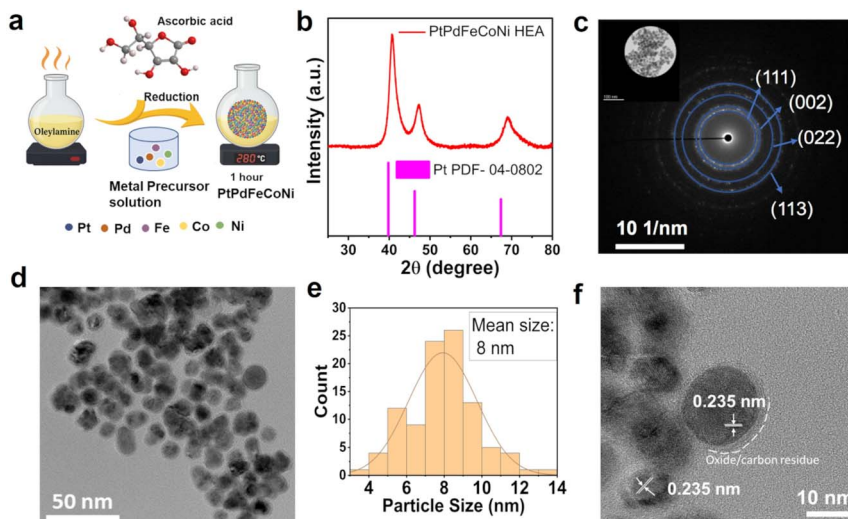 a
Ascorbic acid
Reduction
Oleylamine
280 °C
Metal Precursor
solution
1 hour
PtPdFeCoNi
Pt Pd Fe Co Ni
b
PtPdFeCoNi HEA
Pt PDF- 04-0802
Intensity (a.u.)
30 40 50 60 70 80
2θ (degree)
c
(111)
(002)
(022)
(113)
10 1/nm
d
50 nm
e
Mean size:
8 nm
Count
30
25
20
15
10
5
0
4 6 8 10 12 14
Particle Size (nm)
f
0.235 nm
Oxide/carbon residue
0.235 nm
10 nm